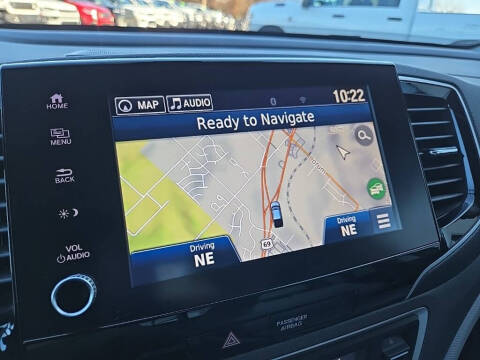 HOME
MENU
BACK
VOL
AUDIO
MAP
AUDIO
10:22
Ready to Navigate
69
Driving
NE
Driving
NE
PASSENGER
AIRBAG